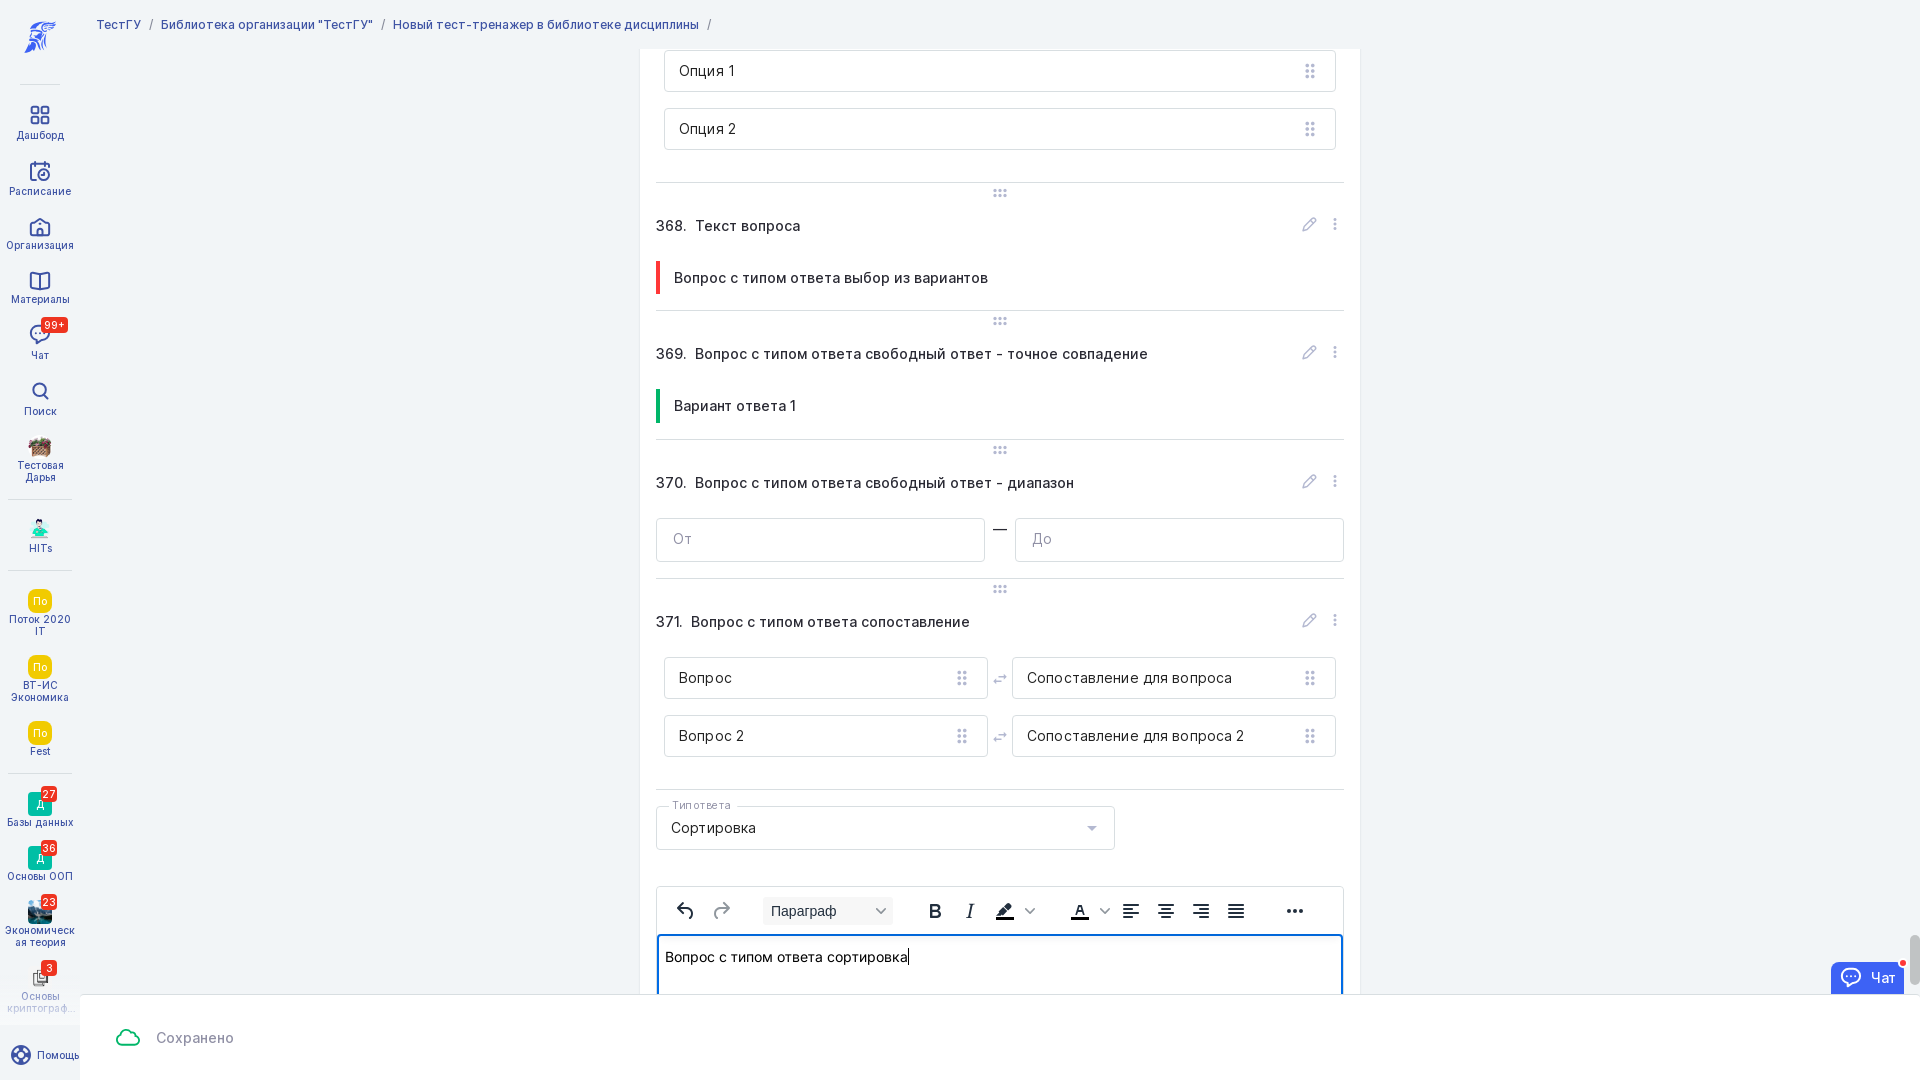 ТестГУ / Библиотека организации "ТестГУ" / Новый тест-тренажер в библиотеке дисциплины /
Дашборд
Расписание
Организация
Материалы
99+
Чат
Поиск
Тестовая
Дарья
HITs
По
Поток 2020
IT
По
ВТ-ИС
Экономика
По
Fest
27
Д
Базы данных
36
Д
Основы ООП
23
Экономическ
ая теория
3
Основы
криптограф...
Помощь
Опция 1
Опция 2
368. Текст вопроса
Вопрос с типом ответа выбор из вариантов
369. Вопрос с типом ответа свободный ответ - точное совпадение
Вариант ответа 1
370. Вопрос с типом ответа свободный ответ - диапазон
От — До
371. Вопрос с типом ответа сопоставление
Вопрос Сопоставление для вопроса
Вопрос 2 Сопоставление для вопроса 2
Тип ответа
Сортировка
Параграф B I A
Вопрос с типом ответа сортировка
Чат
Сохранено